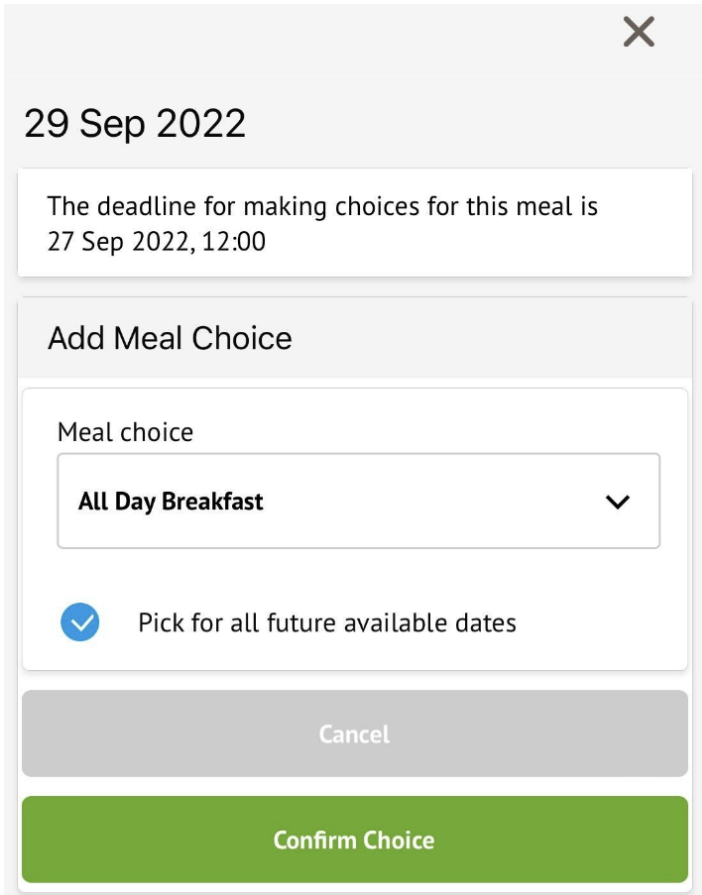 29 Sep 2022
The deadline for making choices for this meal is
27 Sep 2022, 12:00
Add Meal Choice
Meal choice
All Day Breakfast
Pick for all future available dates
Cancel
Confirm Choice